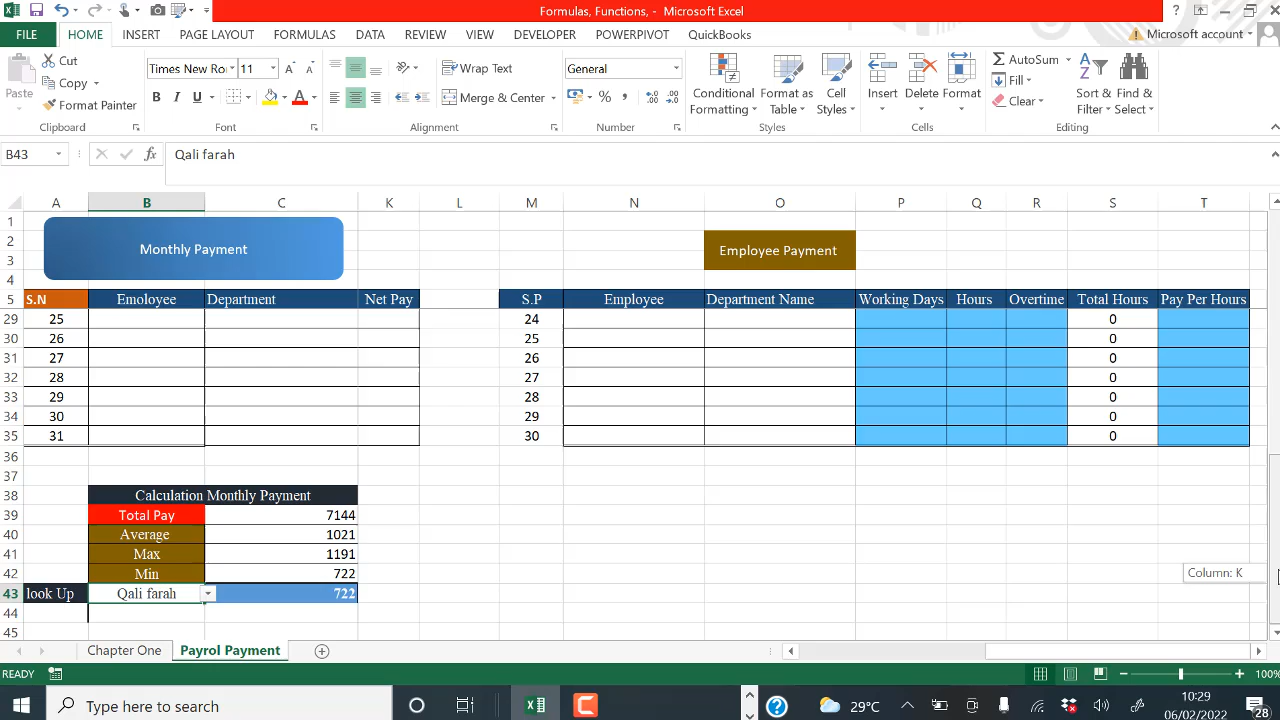 Formulas, Functions, - Microsoft Excel
FILE HOME INSERT PAGE LAYOUT FORMULAS DATA REVIEW VIEW DEVELOPER POWERPIVOT QuickBooks Microsoft account
Paste
Cut
Copy
Format Painter
Clipboard
Times New Ro 11
B I U A
Font
Wrap Text
Merge & Center
Alignment
General
% ,
Number
Conditional Formatting
Format as Table
Cell Styles
Styles
Insert Delete Format
Cells
AutoSum
Fill
Clear
Sort & Filter
Find & Select
Editing
B43 fx Qali farah
A B C K L M N O P Q R S T
1
2
3
4
Monthly Payment
Employee Payment
5 S.N Emoloyee Department Net Pay S.P Employee Department Name Working Days Hours Overtime Total Hours Pay Per Hours
29 25 24 0
30 26 25 0
31 27 26 0
32 28 27 0
33 29 28 0
34 30 29 0
35 31 30 0
36
37
38 Calculation Monthly Payment
39 Total Pay 7144
40 Average 1021
41 Max 1191
42 Min 722
43 look Up Qali farah 722
44
45
Column: K
Chapter One Payrol Payment
READY 100%
Type here to search
29°C
10:29
06/02/2022
28